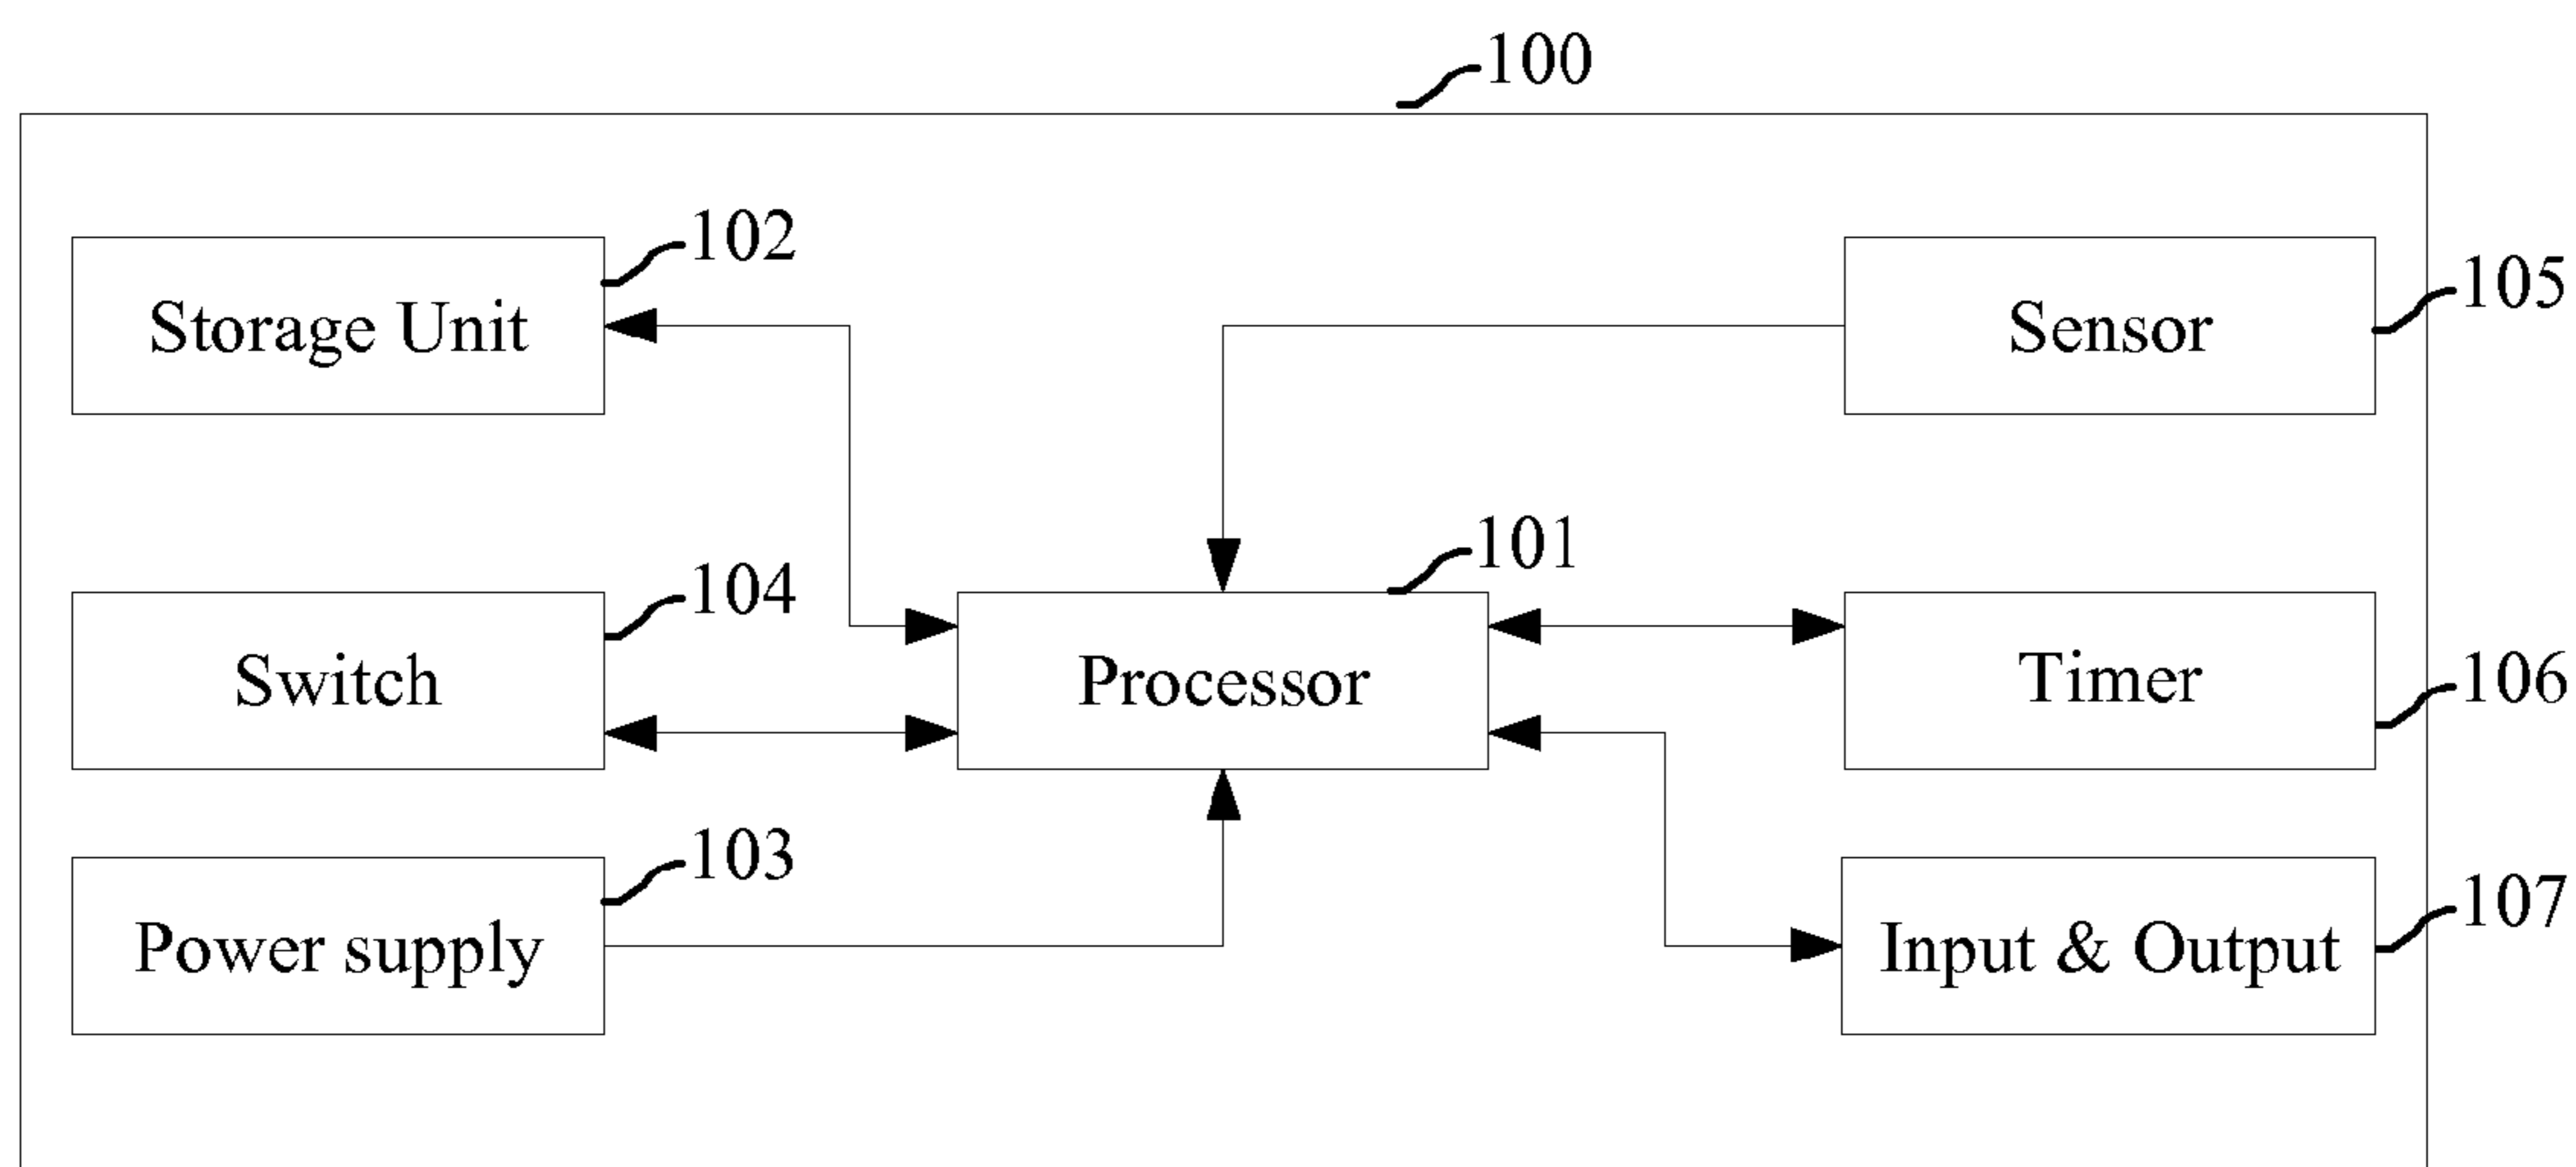 100
102
Storage Unit
105
Sensor
101
104
Switch
Processor
Timer
106
103
Power supply
107
Input & Output